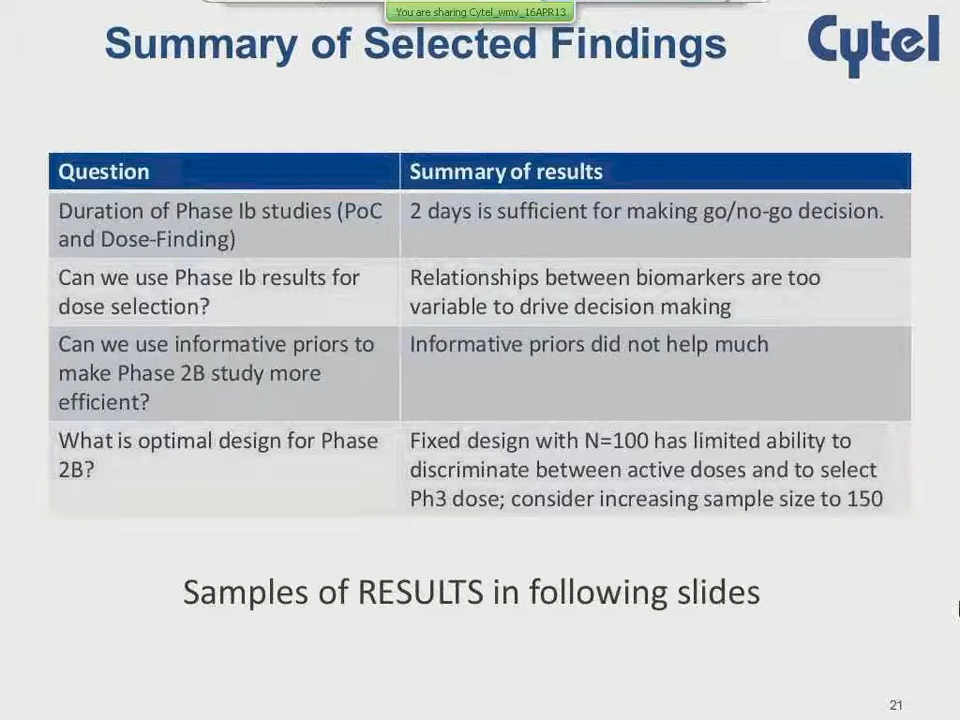 You are sharing Cytel_wmv_16APR13
Summary of Selected Findings
Cytel
Question
Summary of results
Duration of Phase Ib studies (PoC
and Dose-Finding)
2 days is sufficient for making go/no-go decision.
Can we use Phase Ib results for
dose selection?
Relationships between biomarkers are too
variable to drive decision making
Can we use informative priors to
make Phase 2B study more
efficient?
Informative priors did not help much
What is optimal design for Phase
2B?
Fixed design with N=100 has limited ability to
discriminate between active doses and to select
Ph3 dose; consider increasing sample size to 150
Samples of RESULTS in following slides
21